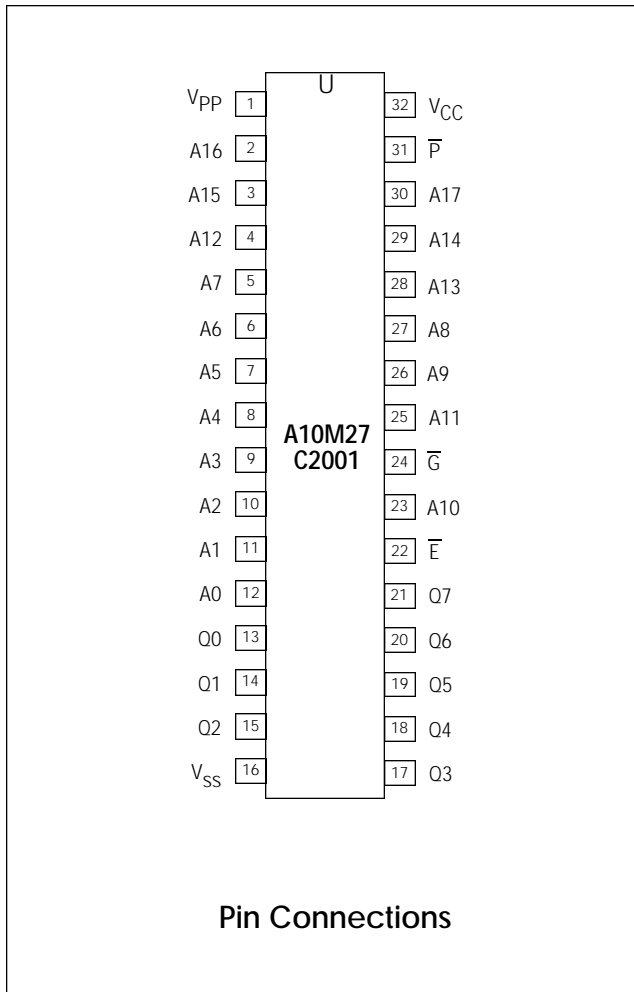 U
V_PP 1 32 V_CC
A16 2 31 P̅
A15 3 30 A17
A12 4 29 A14
A7 5 28 A13
A6 6 27 A8
A5 7 26 A9
A4 8 25 A11
A10M27
C2001
A3 9 24 G̅
A2 10 23 A10
A1 11 22 E̅
A0 12 21 Q7
Q0 13 20 Q6
Q1 14 19 Q5
Q2 15 18 Q4
V_SS 16 17 Q3
Pin Connections